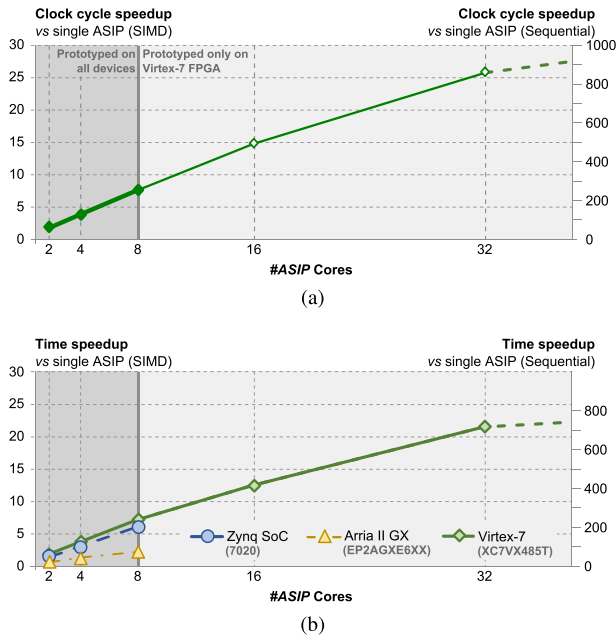 Clock cycle speedup
vs single ASIP (SIMD)
Clock cycle speedup
vs single ASIP (Sequential)
30
25
20
15
10
5
0
1000
800
600
400
200
0
Prototyped on
all devices
Prototyped only on
Virtex-7 FPGA
2
4
8
16
32
#ASIP Cores
(a)
Time speedup
vs single ASIP (SIMD)
Time speedup
vs single ASIP (Sequential)
30
25
20
15
10
5
0
800
600
400
200
0
Zynq SoC
(7020)
Arria II GX
(EP2AGXE6XX)
Virtex-7
(XC7VX485T)
2
4
8
16
32
#ASIP Cores
(b)